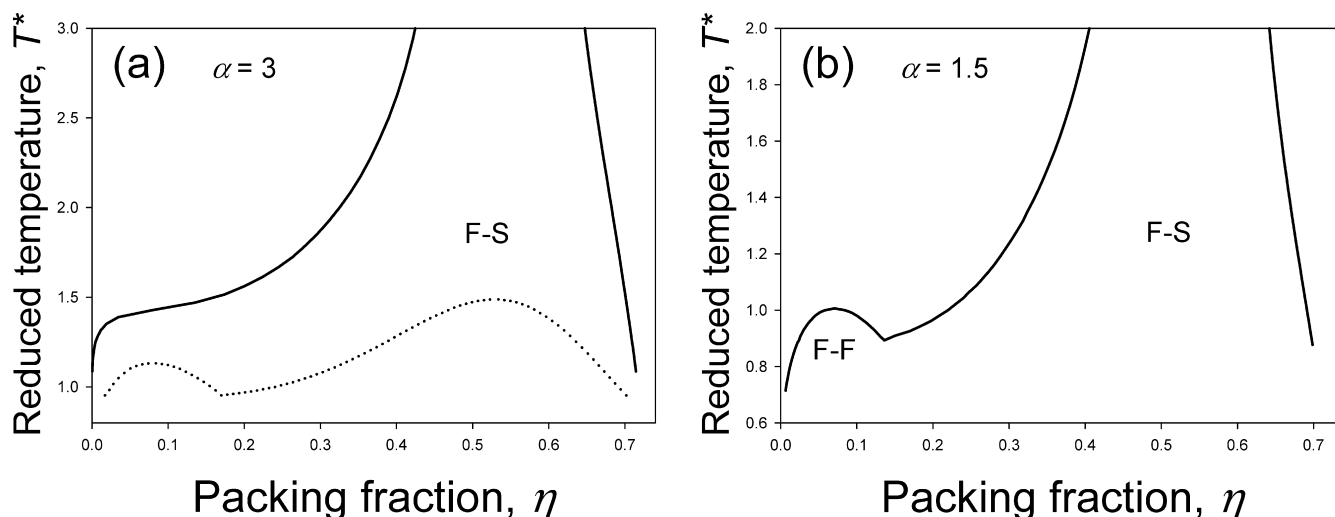 Reduced temperature, T*
3.0
2.5
2.0
1.5
1.0
(a)
α = 3
F-S
0.0 0.1 0.2 0.3 0.4 0.5 0.6 0.7
Packing fraction, η
Reduced temperature, T*
2.0
1.8
1.6
1.4
1.2
1.0
0.8
0.6
(b)
α = 1.5
F-S
F-F
0.0 0.1 0.2 0.3 0.4 0.5 0.6 0.7
Packing fraction, η